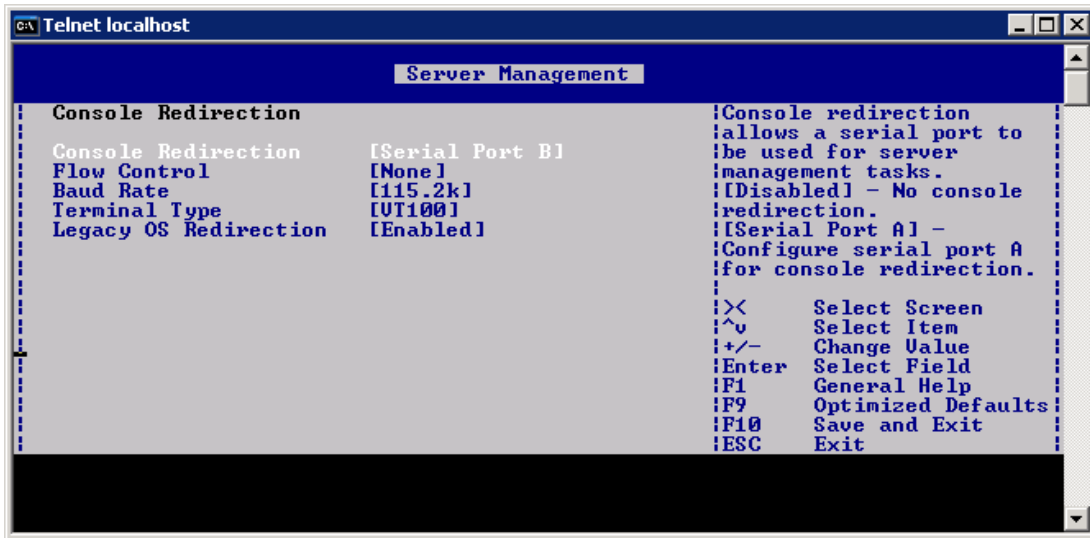 Telnet localhost
Server Management
Console Redirection
Console Redirection [Serial Port B]
Flow Control [None]
Baud Rate [115.2k]
Terminal Type [VT100]
Legacy OS Redirection [Enabled]
Console redirection
allows a serial port to
be used for server
management tasks.
[Disabled] - No console
redirection.
[Serial Port A] -
Configure serial port A
for console redirection.
>< Select Screen
^v Select Item
+/- Change Value
Enter Select Field
F1 General Help
F9 Optimized Defaults
F10 Save and Exit
ESC Exit